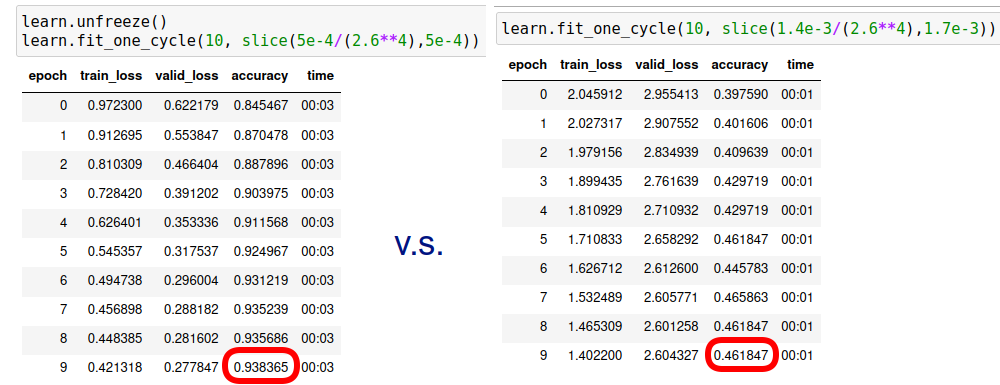 learn.unfreeze()
learn.fit_one_cycle(10, slice(5e-4/(2.6**4),5e-4))
epoch train_loss valid_loss accuracy time
0 0.972300 0.622179 0.845467 00:03
1 0.912695 0.553847 0.870478 00:03
2 0.810309 0.466404 0.887896 00:03
3 0.728420 0.391202 0.903975 00:03
4 0.626401 0.353336 0.911568 00:03
5 0.545357 0.317537 0.924967 00:03
6 0.494738 0.296004 0.931219 00:03
7 0.456898 0.288182 0.935239 00:03
8 0.448385 0.281602 0.935686 00:03
9 0.421318 0.277847 0.938365 00:03
v.s.
learn.fit_one_cycle(10, slice(1.4e-3/(2.6**4),1.7e-3))
epoch train_loss valid_loss accuracy time
0 2.045912 2.955413 0.397590 00:01
1 2.027317 2.907552 0.401606 00:01
2 1.979156 2.834939 0.409639 00:01
3 1.899435 2.761639 0.429719 00:01
4 1.810929 2.710932 0.429719 00:01
5 1.710833 2.658292 0.461847 00:01
6 1.626712 2.612600 0.445783 00:01
7 1.532489 2.605771 0.465863 00:01
8 1.465309 2.601258 0.461847 00:01
9 1.402200 2.604327 0.461847 00:01